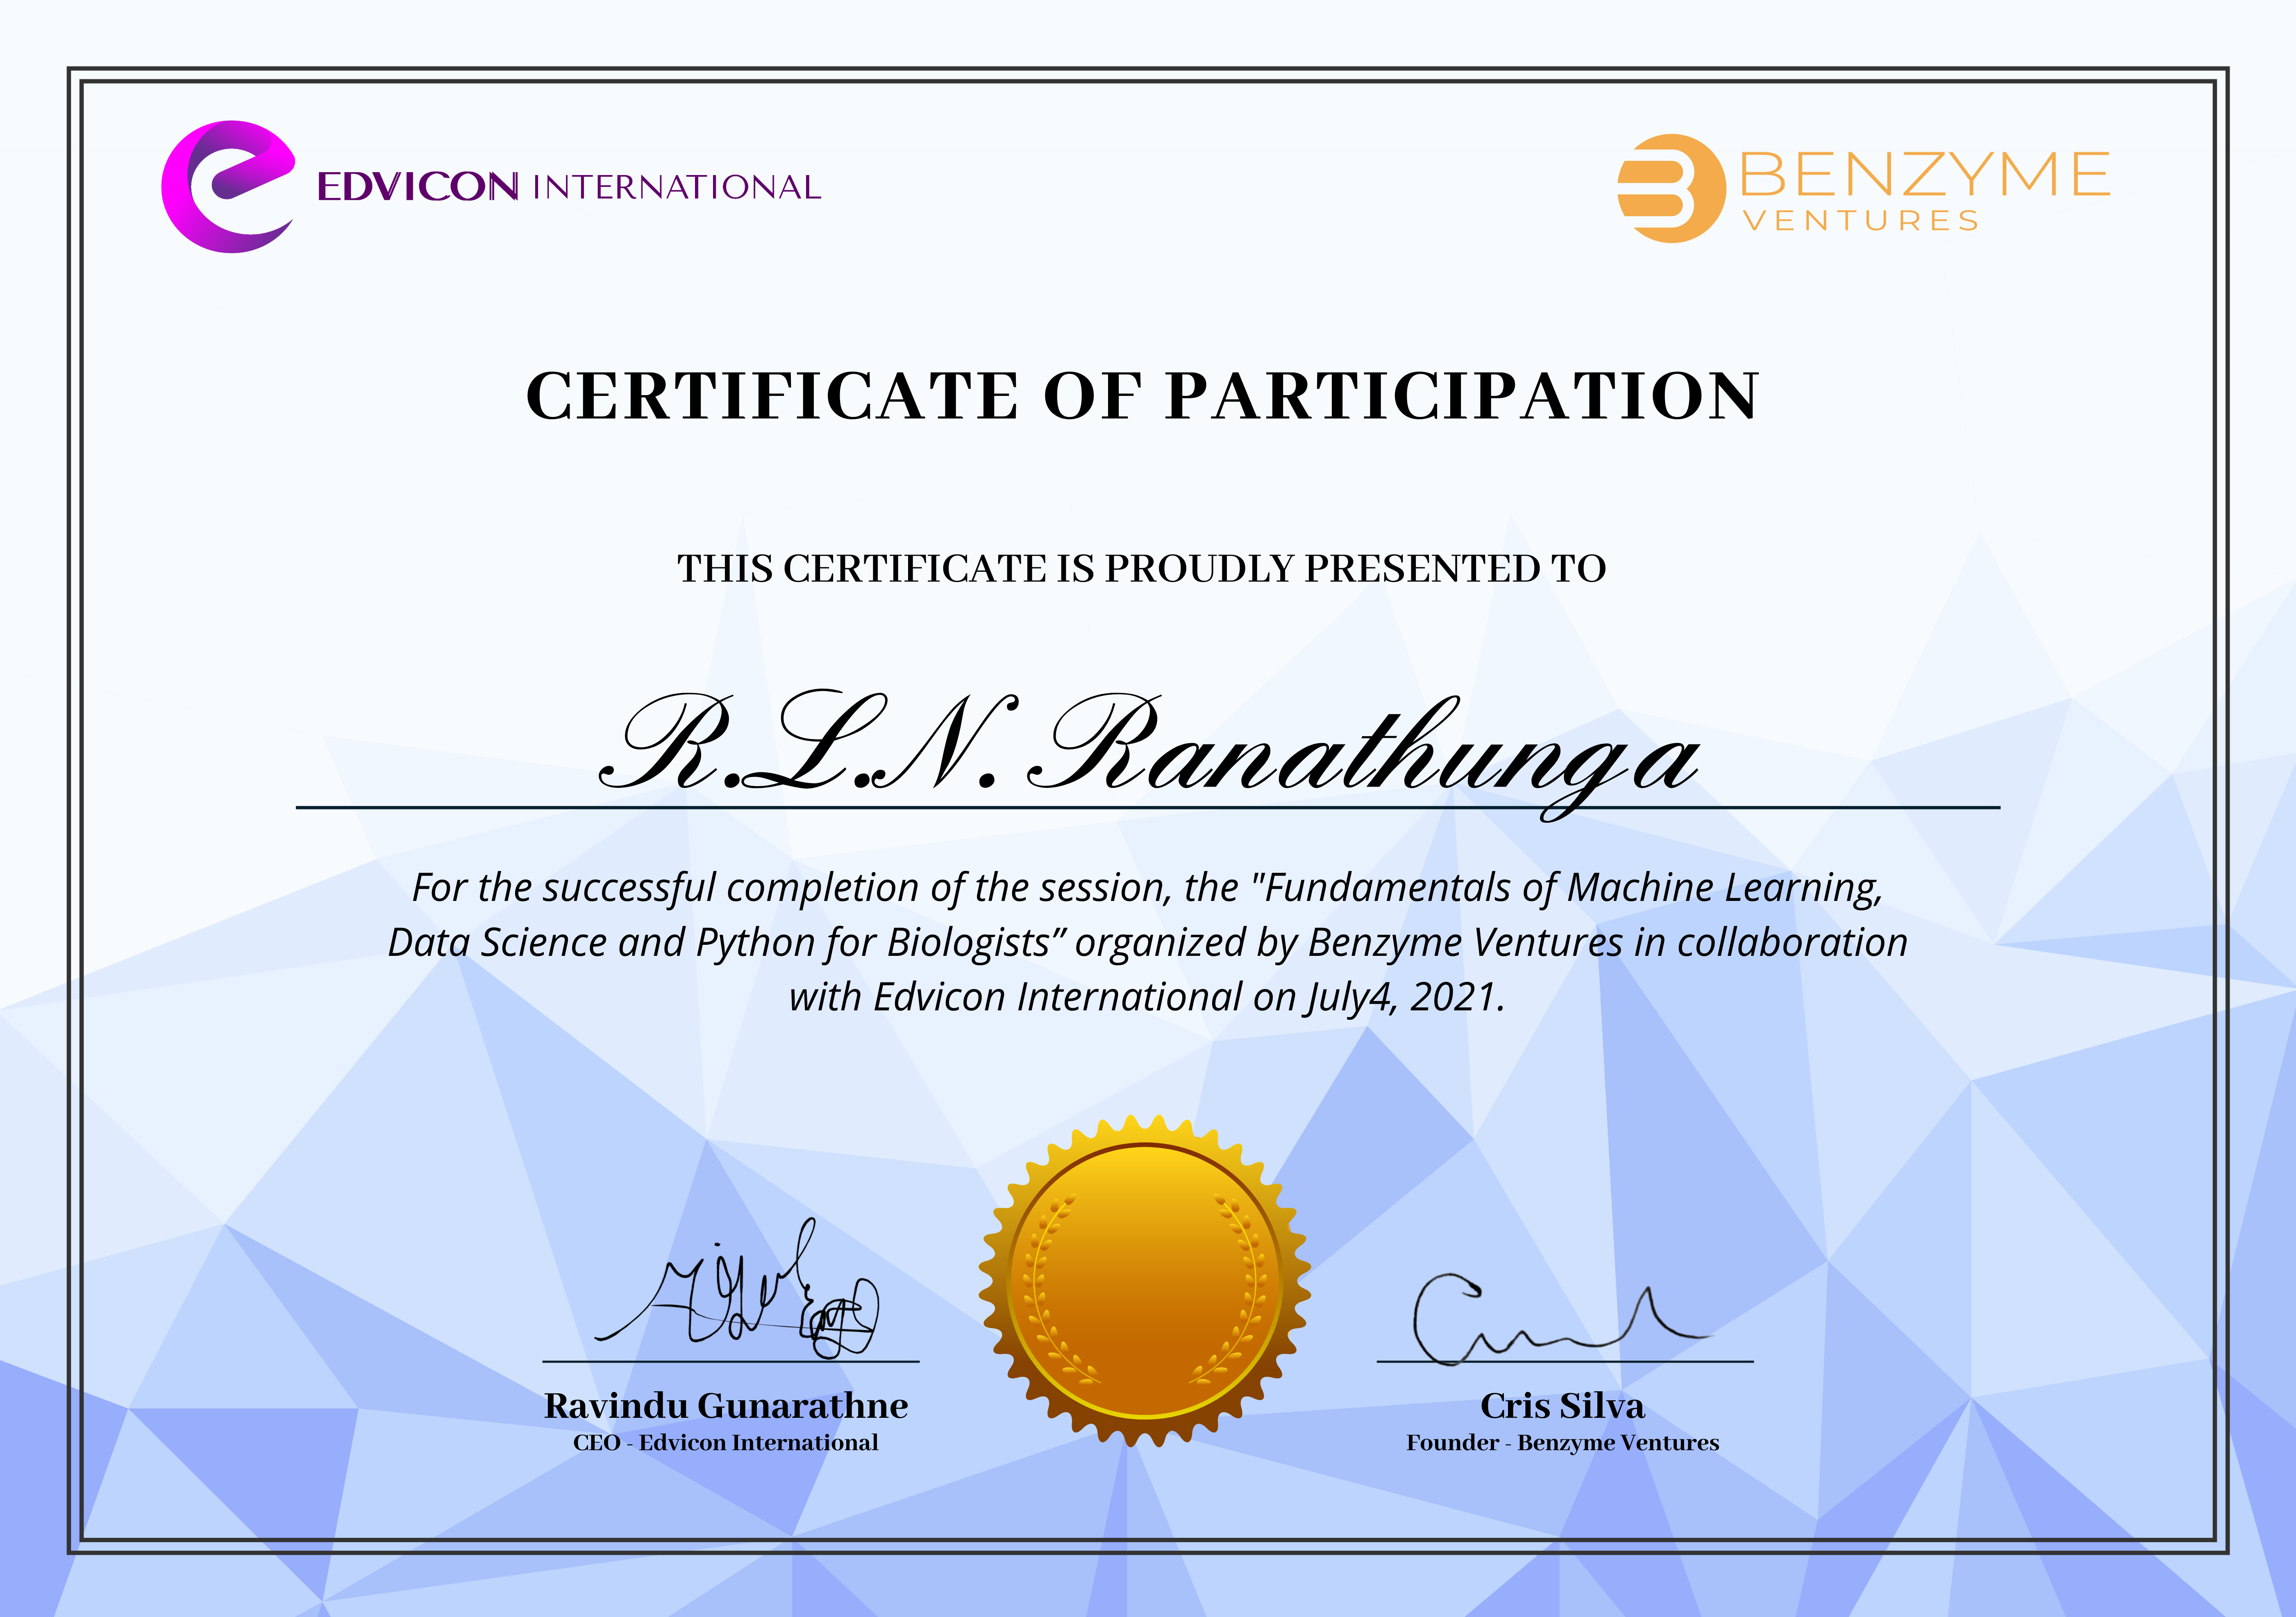 EDVICON INTERNATIONAL
BENZYME
VENTURES
CERTIFICATE OF PARTICIPATION
THIS CERTIFICATE IS PROUDLY PRESENTED TO
R.L.N. Ranathunga
For the successful completion of the session, the "Fundamentals of Machine Learning,
Data Science and Python for Biologists” organized by Benzyme Ventures in collaboration
with Edvicon International on July4, 2021.
Ravindu Gunarathne
CEO - Edvicon International
Cris Silva
Founder - Benzyme Ventures